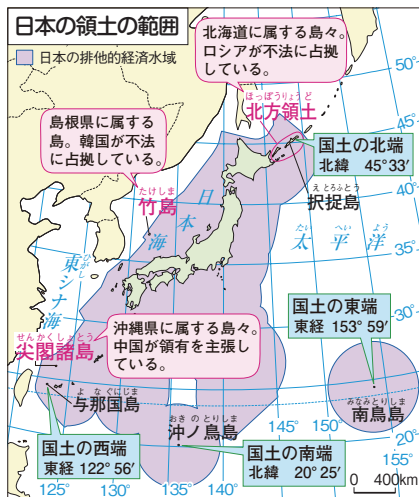 日本の領土の範囲
日本の排他的経済水域
北海道に属する島々。
ロシアが不法に占拠
している。
ほっぽうりょうど
北方領土
島根県に属する
島。韓国が不法
に占拠している。
たけしま
竹島
国土の北端
北緯 45°33′
えとろふとう
択捉島
日本海
たいへいよう
太平洋
ひがし
東シナ海
沖縄県に属する島々。
中国が領有を主張し
ている。
せんかくしょとう
尖閣諸島
国土の東端
東経 153°59′
みなみとりしま
南鳥島
よなぐにじま
与那国島
おきのとりしま
沖ノ鳥島
国土の西端
東経 122°56′
国土の南端
北緯 20°25′
50°
45°
40°
35°
30°
25°
20°
125°
130°
135°
140°
145°
150°
155°
0 400km